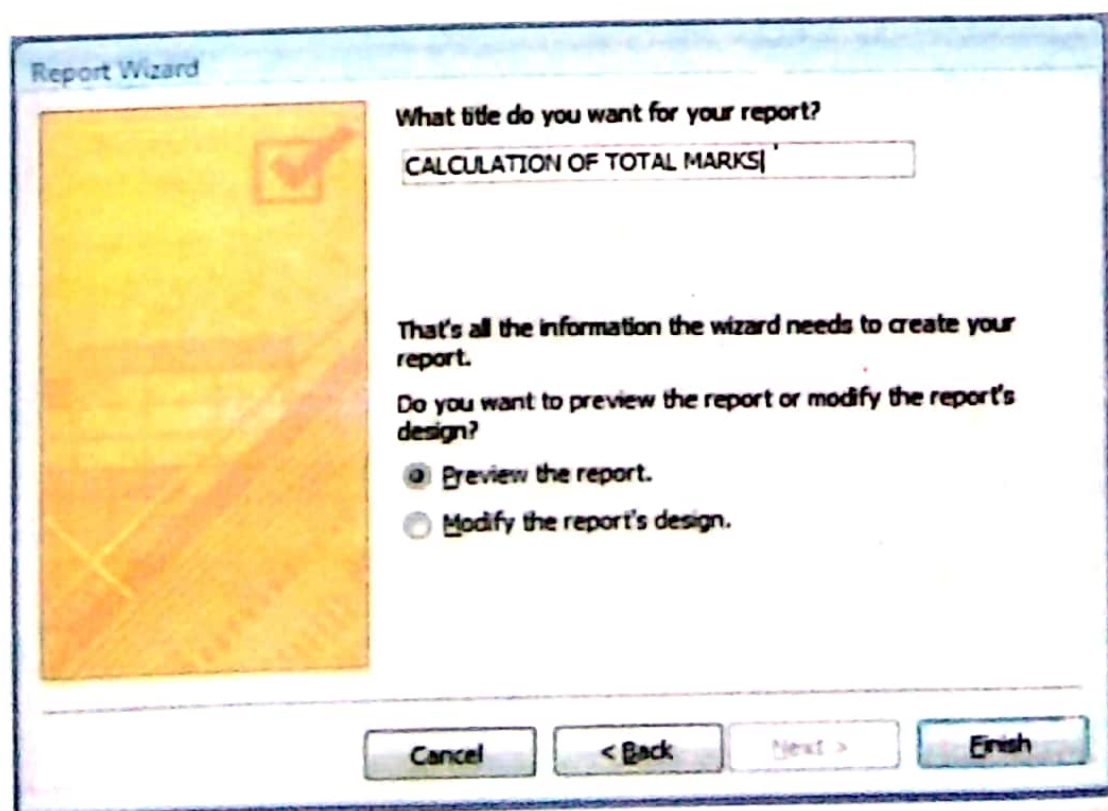 Report Wizard
What title do you want for your report?
CALCULATION OF TOTAL MARKS
That's all the information the wizard needs to create your
report.
Do you want to preview the report or modify the report's
design?
Preview the report.
Modify the report's design.
Cancel
< Back
Next >
Finish